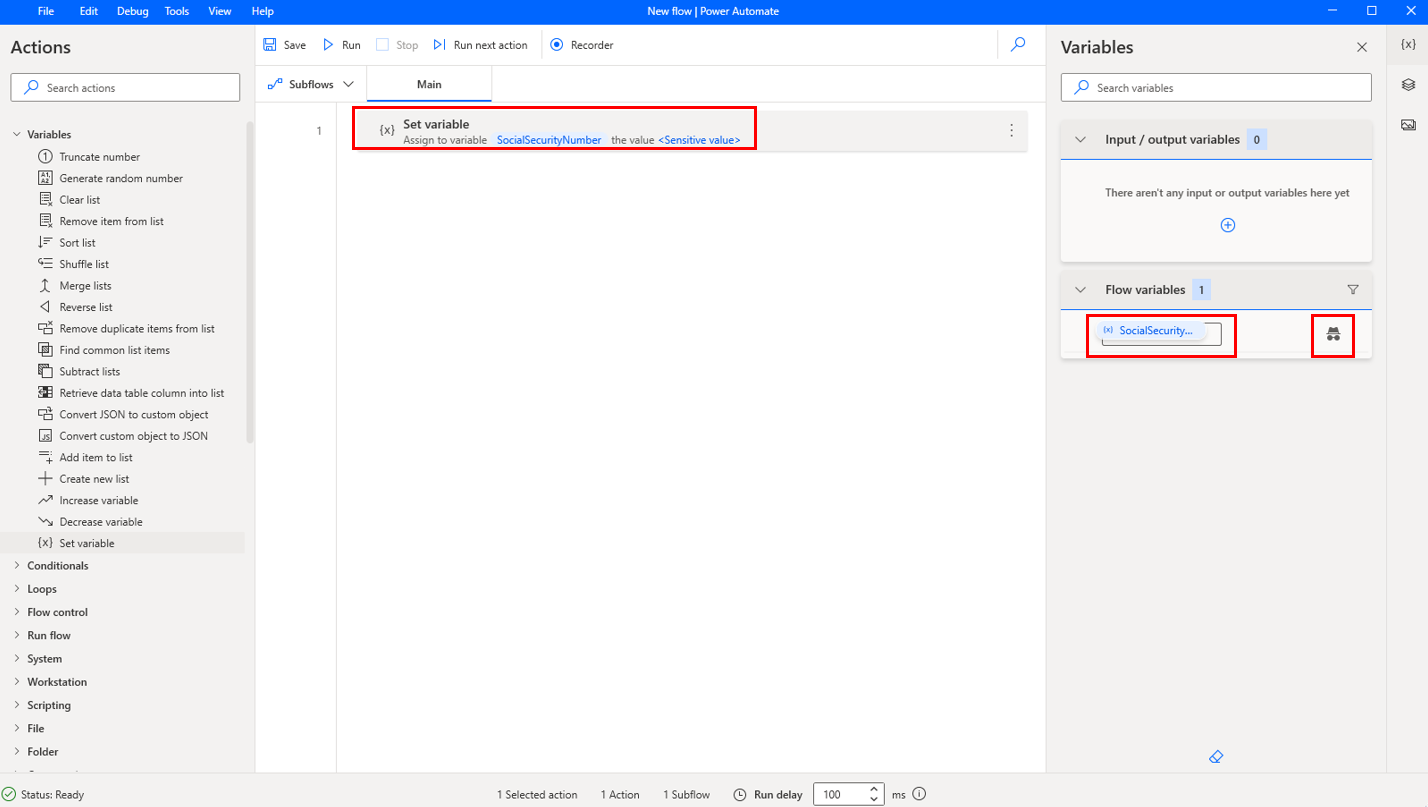 File Edit Debug Tools View Help New flow | Power Automate
Actions
Search actions
Variables
Truncate number
Generate random number
Clear list
Remove item from list
Sort list
Shuffle list
Merge lists
Reverse list
Remove duplicate items from list
Find common list items
Subtract lists
Retrieve data table column into list
Convert JSON to custom object
Convert custom object to JSON
Add item to list
Create new list
Increase variable
Decrease variable
{x} Set variable
Conditionals
Loops
Flow control
Run flow
System
Workstation
Scripting
File
Folder
Save Run Stop Run next action Recorder
Subflows Main
1
{x} Set variable
Assign to variable SocialSecurityNumber the value <Sensitive value>
Variables
{x}
Search variables
Input / output variables 0
There aren't any input or output variables here yet
Flow variables 1
{x} SocialSecurity...
Status: Ready 1 Selected action 1 Action 1 Subflow Run delay 100 ms